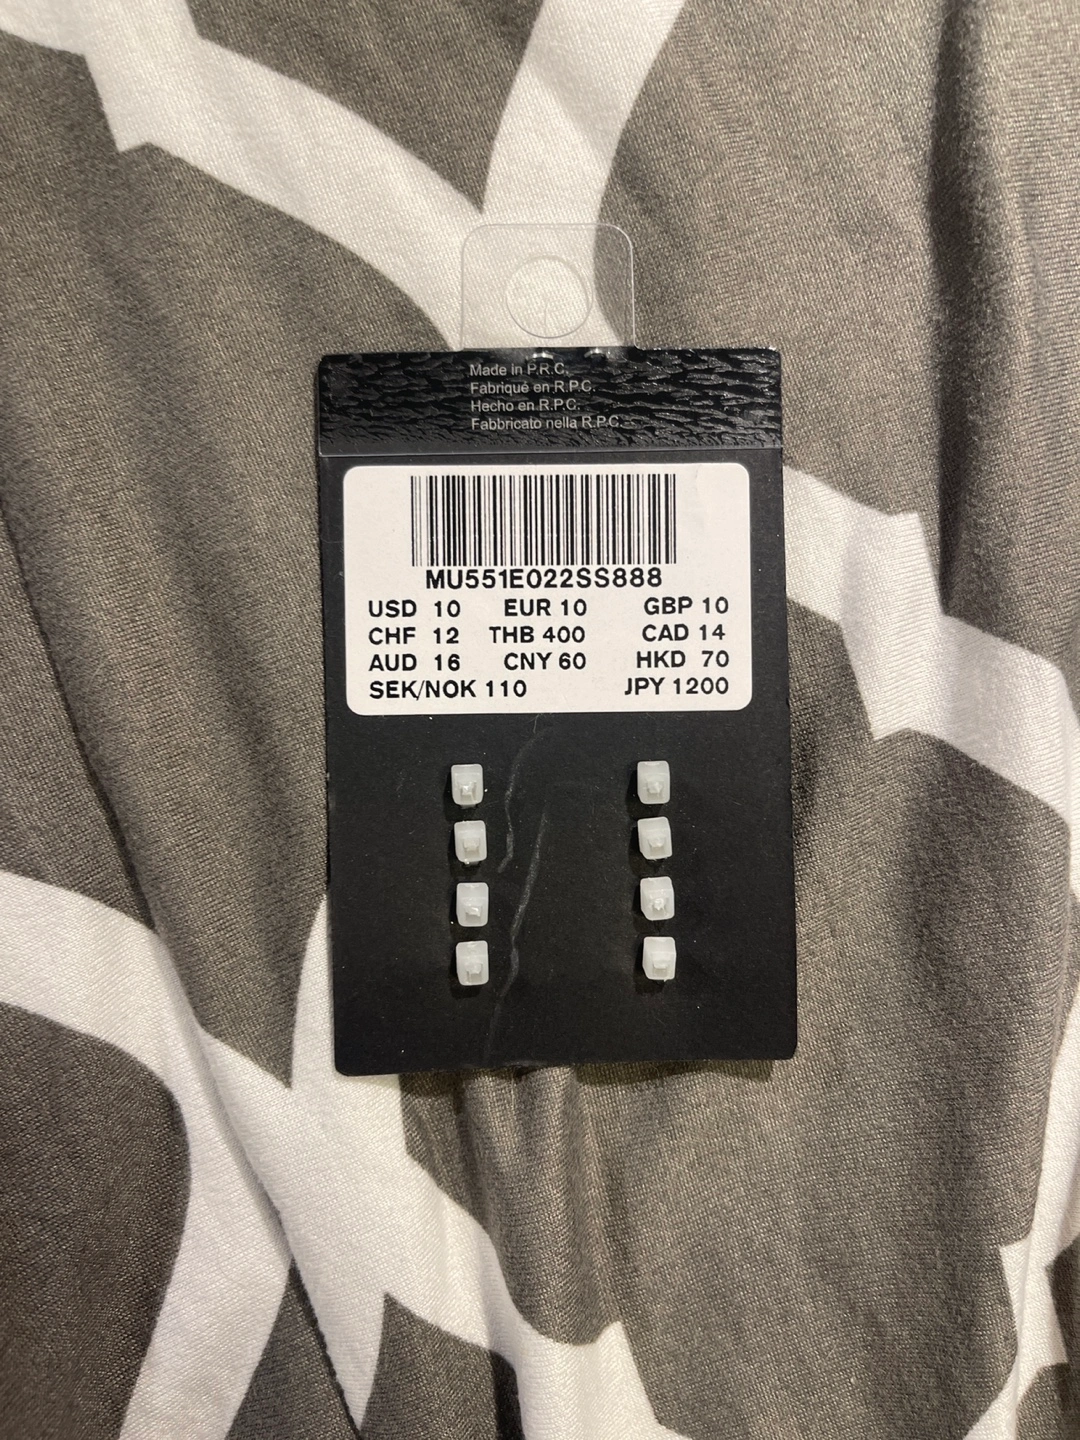 Made in P.R.C.
Fabriqué en R.P.C.
Hecho en R.P.C.
Fabbricato nella R.P.C.
MU551E022SS888
USD 10 EUR 10 GBP 10
CHF 12 THB 400 CAD 14
AUD 16 CNY 60 HKD 70
SEK/NOK 110 JPY 1200